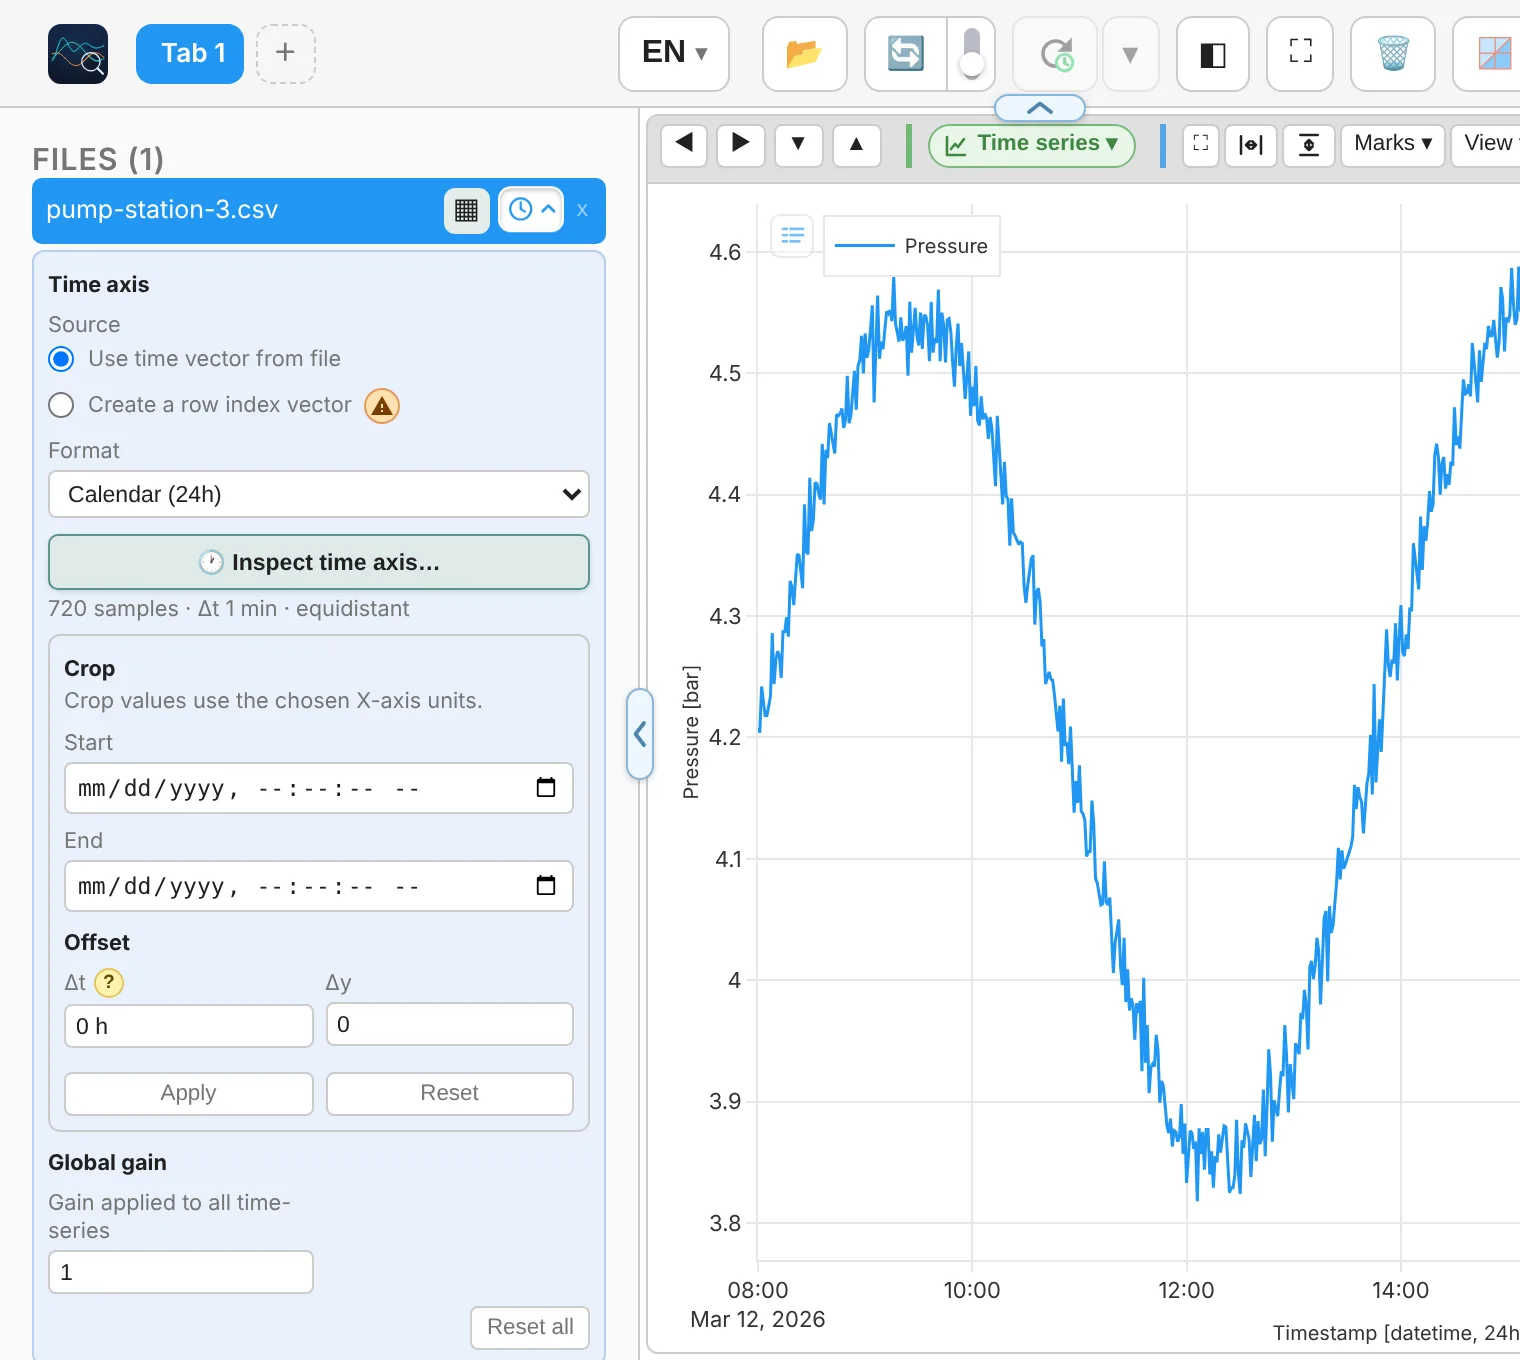 Tab 1
+
EN ▾
FILES (1)
pump-station-3.csv
x
Time axis
Source
Use time vector from file
Create a row index vector
Format
Calendar (24h)
Inspect time axis…
720 samples · Δt 1 min · equidistant
Crop
Crop values use the chosen X-axis units.
Start
mm/dd/yyyy, --:--:-- --
End
mm/dd/yyyy, --:--:-- --
Offset
Δt ?
Δy
0 h
0
Apply
Reset
Global gain
Gain applied to all time-
series
1
Reset all
Time series ▾
Marks ▾
View
Pressure
4.6
4.5
4.4
4.3
4.2
4.1
4
3.9
3.8
Pressure [bar]
08:00
10:00
12:00
14:00
Mar 12, 2026
Timestamp [datetime, 24h